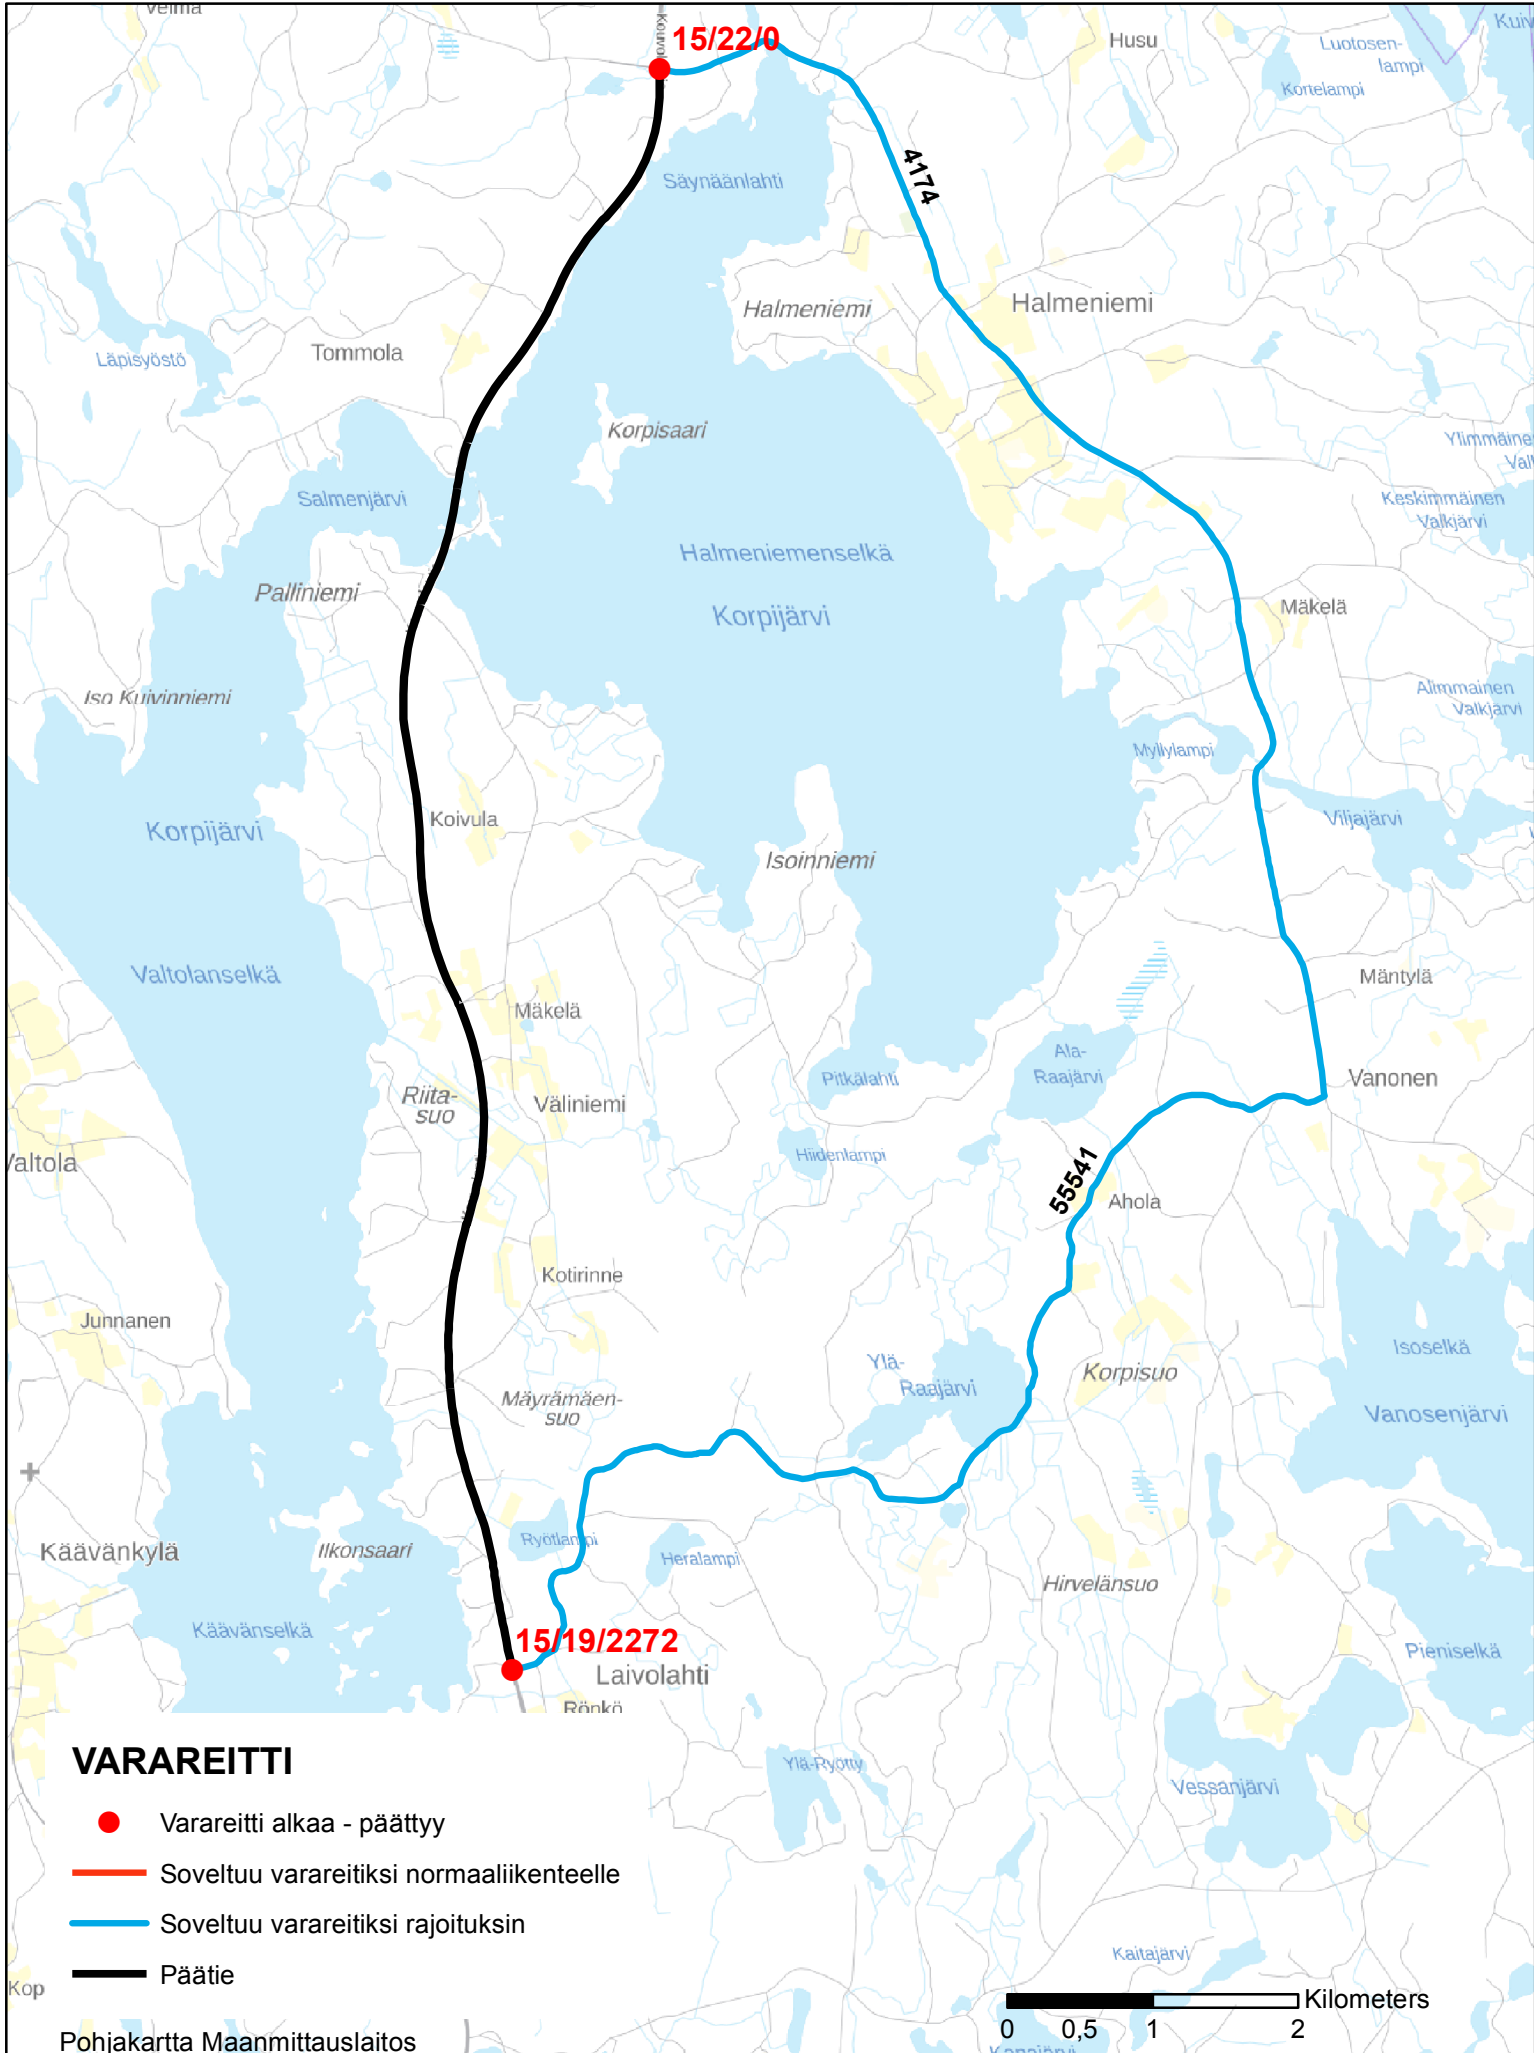 15/22/0
Husu
Luotosen-
lampi
Kortelampi
4174
Säynäänlahti
Halmeniemi
Halmeniemi
Tommola
Läpisyöstö
Korpisaari
Salmenjärvi
Keskimmäinen
Valkjärvi
Halmeniemenselkä
Palliniemi
Korpijärvi
Mäkelä
Iso Kuivinniemi
Alimmainen
Valkjärvi
Myllylampi
Koivula
Viljajärvi
Korpijärvi
Isoinniemi
Valtolanselkä
Mäntylä
Mäkelä
Ala-
Raajärvi
Pitkälahti
Vanonen
Riita-
suo
Väliniemi
Hiidenlampi
Valtola
55541
Ahola
Kotirinne
Junnanen
Isoselkä
Ylä-
Raajärvi
Korpisuo
Mäyrämäen-
suo
Vanosenjärvi
Ryötlampi
Käävänkylä
Ilkonsaari
Heralampi
Hirvelänsuo
Käävänselkä
15/19/2272
Laivolahti
Pieniselkä
Rönkö
VARAREITTI
Ylä-Ryötty
Vessanjärvi
Varareitti alkaa - päättyy
Soveltuu varareitiksi normaaliikenteelle
Soveltuu varareitiksi rajoituksin
Kaitajärvi
Päätie
Kop
Kilometers
0 0,5 1 2
Pohjakartta Maanmittauslaitos